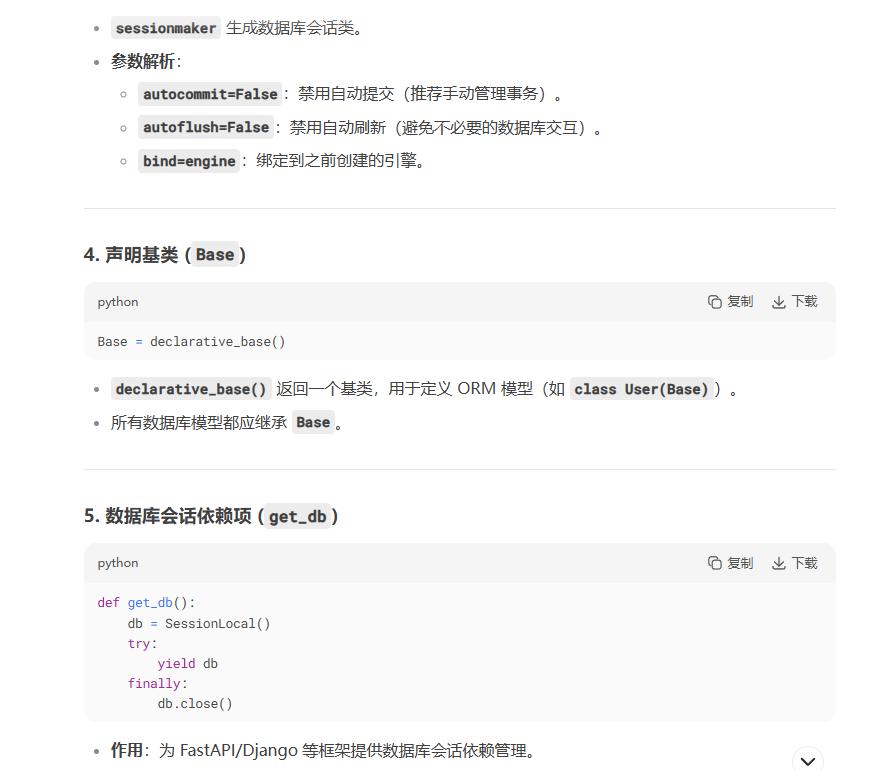 sessionmaker 生成数据库会话类。
参数解析：
autocommit=False：禁用自动提交（推荐手动管理事务）。
autoflush=False：禁用自动刷新（避免不必要的数据库交互）。
bind=engine：绑定到之前创建的引擎。
4. 声明基类 (Base)
python 复制 下载
Base = declarative_base()
declarative_base() 返回一个基类，用于定义 ORM 模型（如 class User(Base)）。
所有数据库模型都应继承 Base。
5. 数据库会话依赖项 (get_db)
python 复制 下载
def get_db():
    db = SessionLocal()
    try:
        yield db
    finally:
        db.close()
作用：为 FastAPI/Django 等框架提供数据库会话依赖管理。